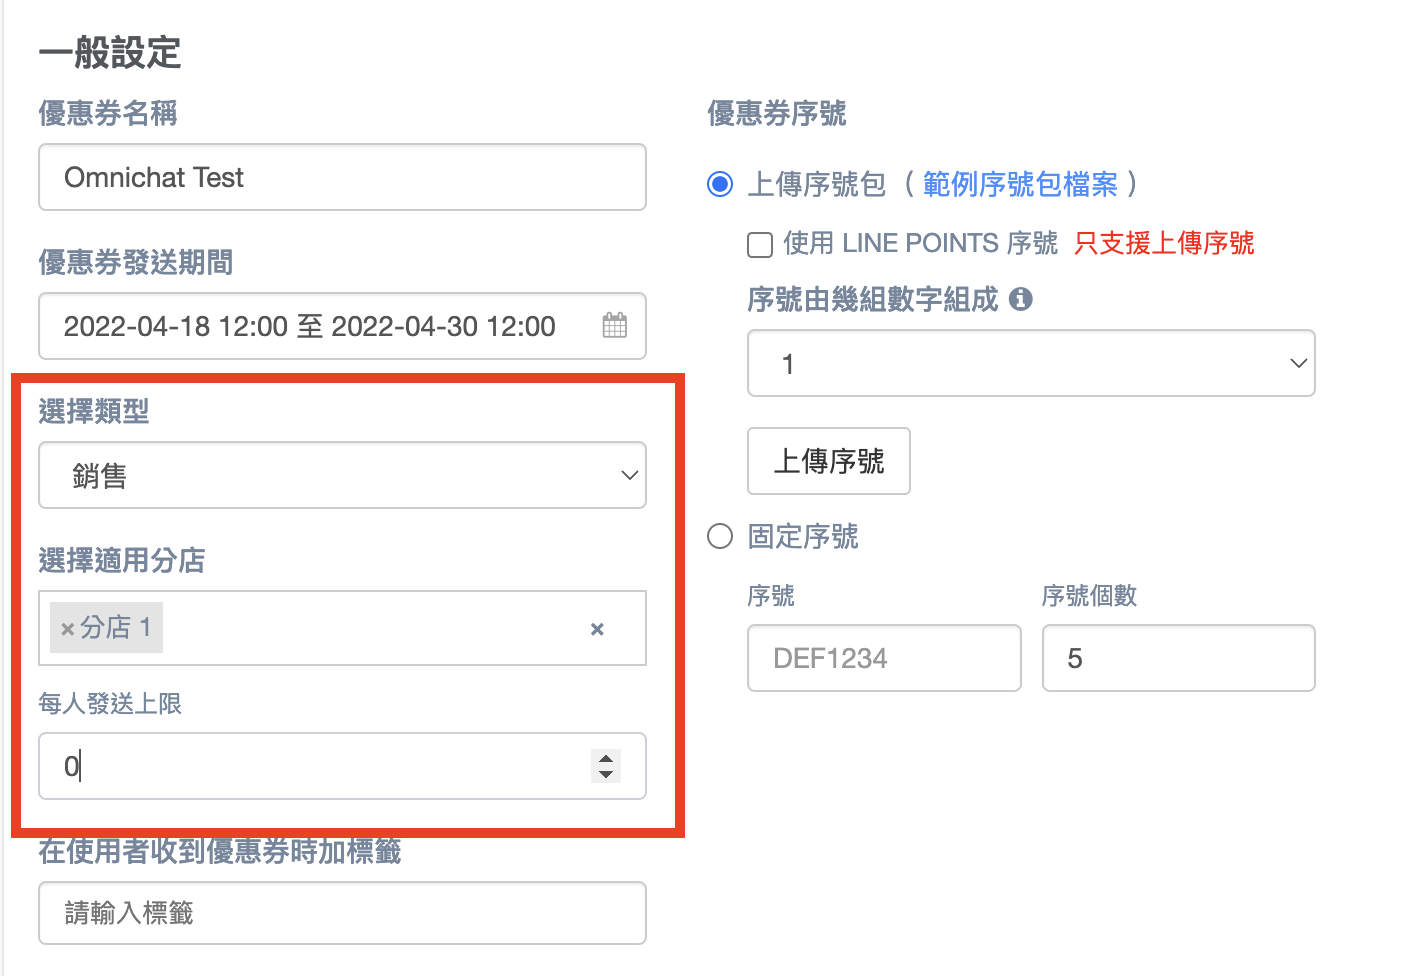 一般設定
優惠券名稱
Omnichat Test
優惠券發送期間
2022-04-18 12:00 至 2022-04-30 12:00
選擇類型
銷售
選擇適用分店
×分店 1
×
每人發送上限
0
在使用者收到優惠券時加標籤
請輸入標籤
優惠券序號
上傳序號包 ( 範例序號包檔案 )
使用 LINE POINTS 序號 只支援上傳序號
序號由幾組數字組成
1
上傳序號
固定序號
序號 序號個數
DEF1234 5